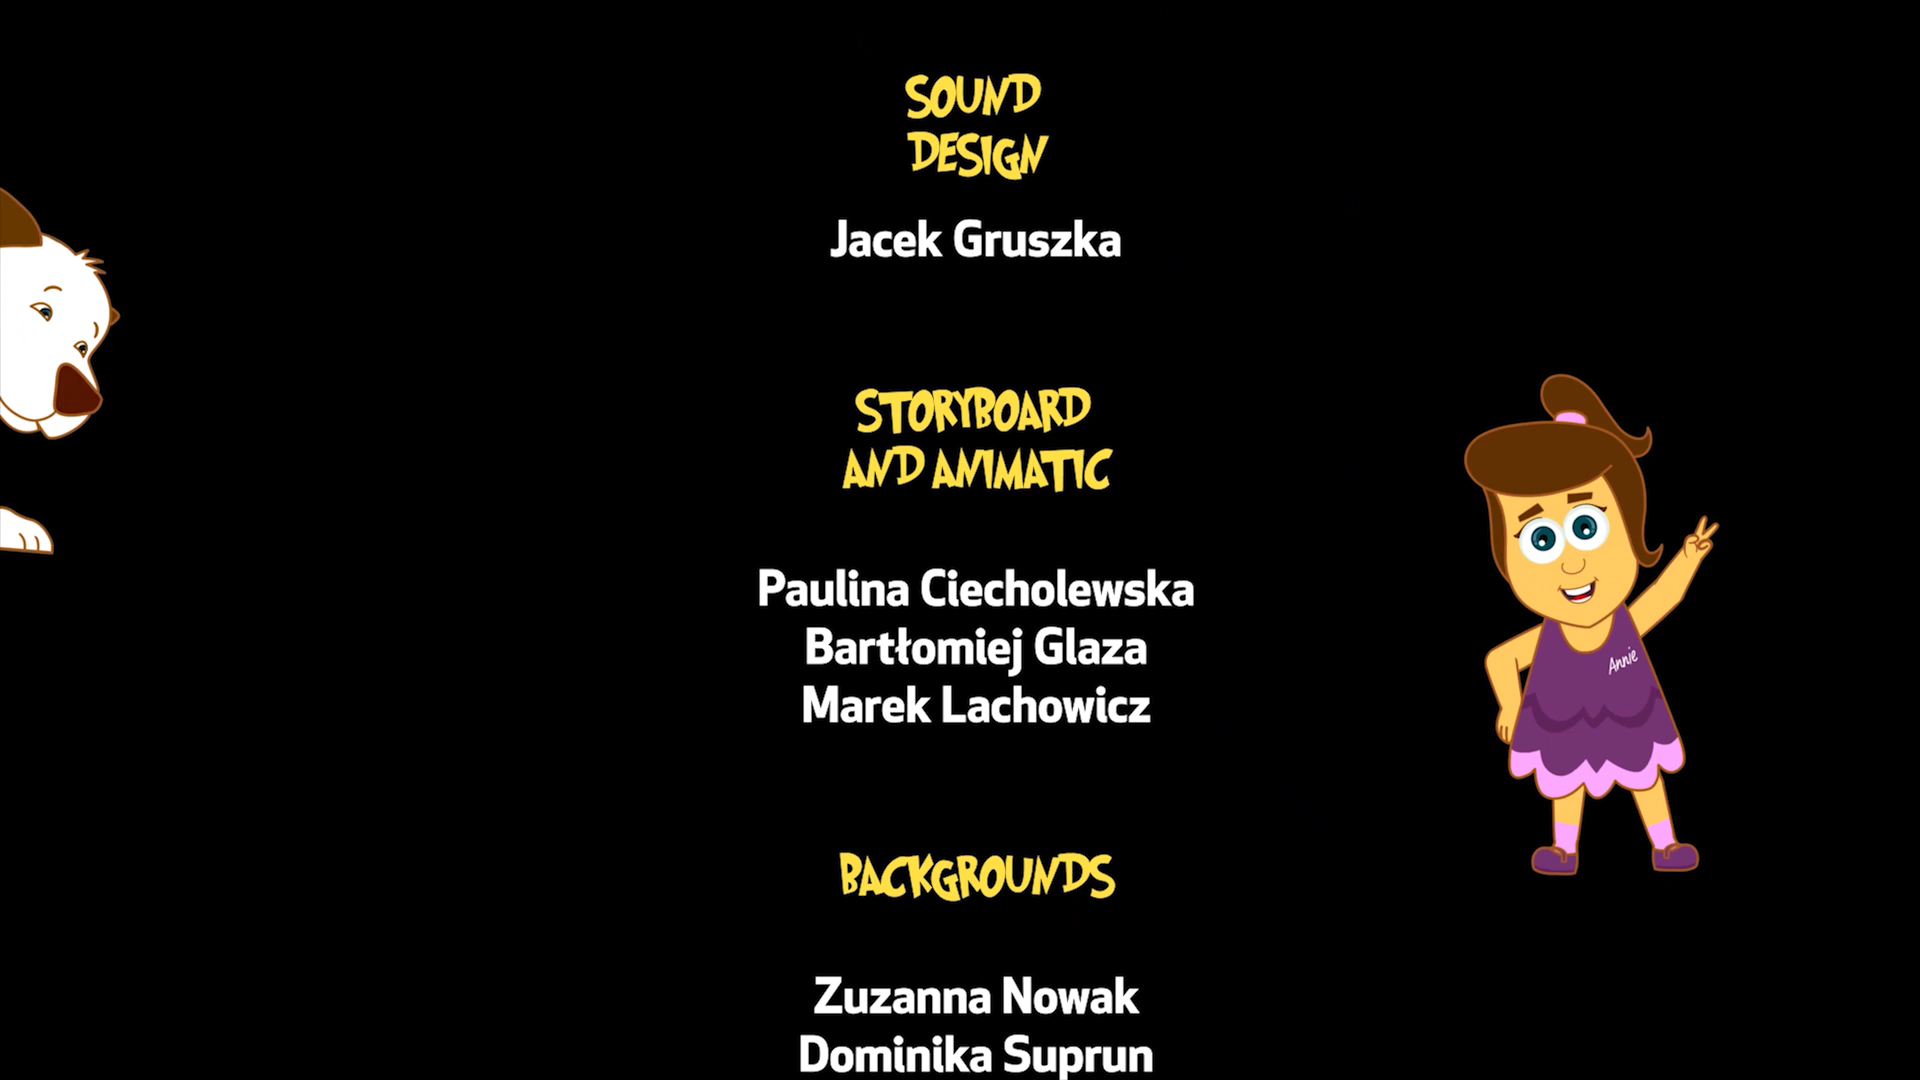 SOUND
DESIGN
Jacek Gruszka
STORYBOARD
AND ANIMATIC
Paulina Ciecholewska
Bartłomiej Glaza
Marek Lachowicz
Annie
BACKGROUNDS
Zuzanna Nowak
Dominika Suprun